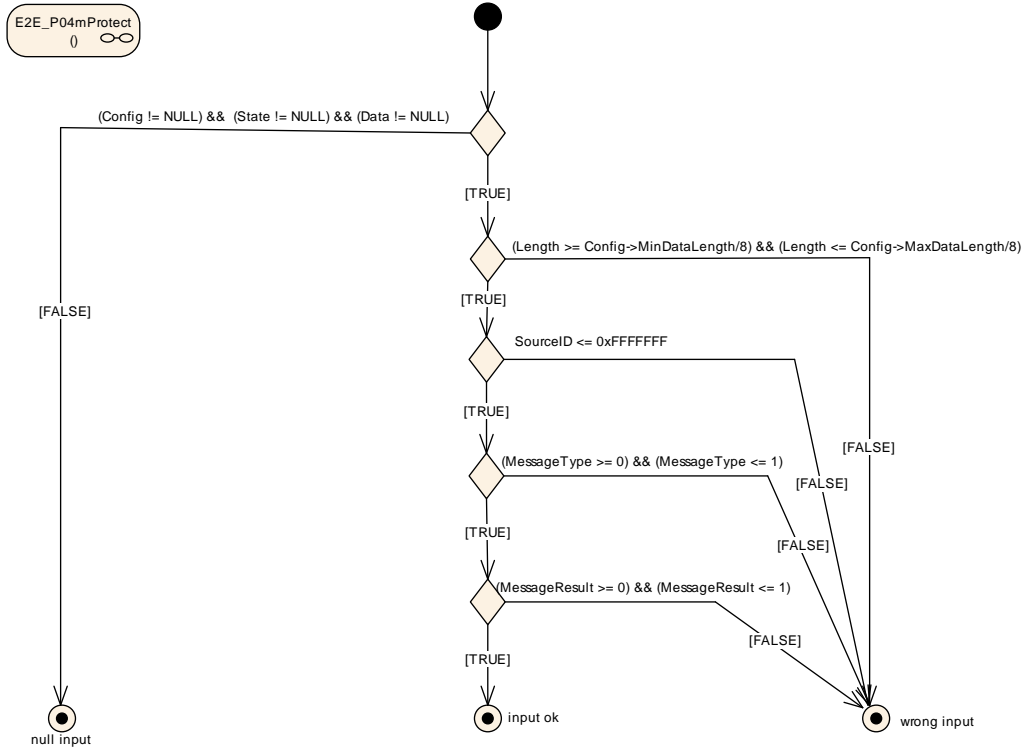 E2E_P04mProtect
()
(Config != NULL) &&  (State != NULL) && (Data != NULL)
[TRUE]
(Length >= Config->MinDataLength/8) && (Length <= Config->MaxDataLength/8)
[TRUE]
[FALSE]
SourceID <= 0xFFFFFFF
[TRUE]
[FALSE]
(MessageType >= 0) && (MessageType <= 1)
[FALSE]
[TRUE]
[FALSE]
(MessageResult >= 0) && (MessageResult <= 1)
[FALSE]
[TRUE]
input ok
wrong input
null input